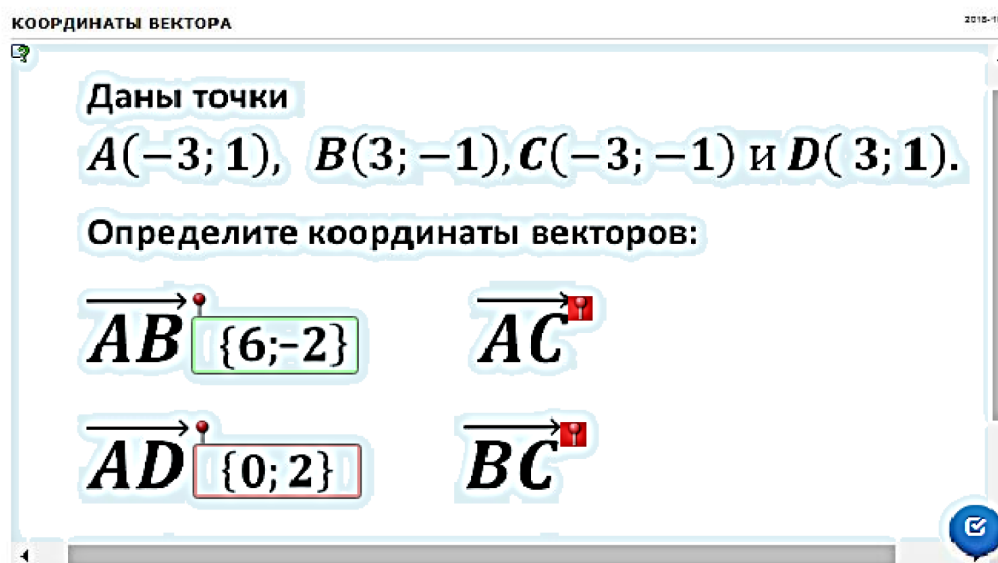 КООРДИНАТЫ ВЕКТОРА
Даны точки
A(−3; 1), B(3; −1), C(−3; −1) и D( 3; 1).
Определите координаты векторов:
AB {6;−2} AC
AD {0; 2} BC